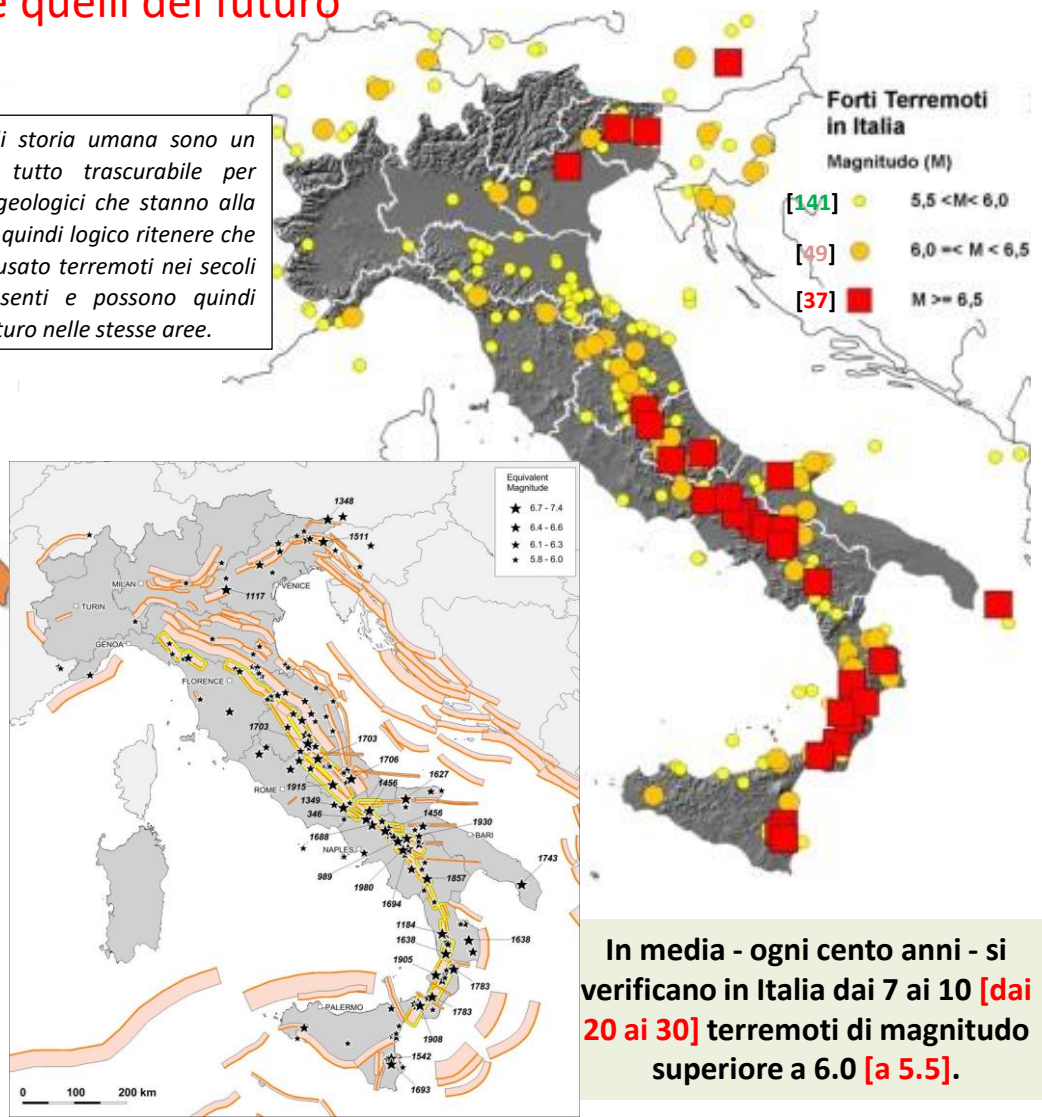 e quelli del futuro
di storia umana sono un
tutto trascurabile per
geologici che stanno alla
quindi logico ritenere che
usato terremoti nei secoli
senti e possono quindi
turo nelle stesse aree.
Forti Terremoti
in Italia
Magnitudo (M)
[141] 5,5 <M< 6,0
[49] 6,0 =< M < 6,5
[37] M >= 6,5
Equivalent
Magnitude
6.7 - 7.4
6.4 - 6.6
6.1 - 6.3
5.8 - 6.0
1348
1511
MILAN
VENICE
1117
TURIN
GENOA
FLORENCE
1703
1703
1706
1627
1915
1456
ROME
1349
1456
346
1930
1688
BARI
NAPLES
1743
989
1857
1980
1694
1184
1638
1638
1905
1783
PALERMO
1783
1908
1542
1693
0 100 200 km
In media - ogni cento anni - si
verificano in Italia dai 7 ai 10 [dai
20 ai 30] terremoti di magnitudo
superiore a 6.0 [a 5.5].